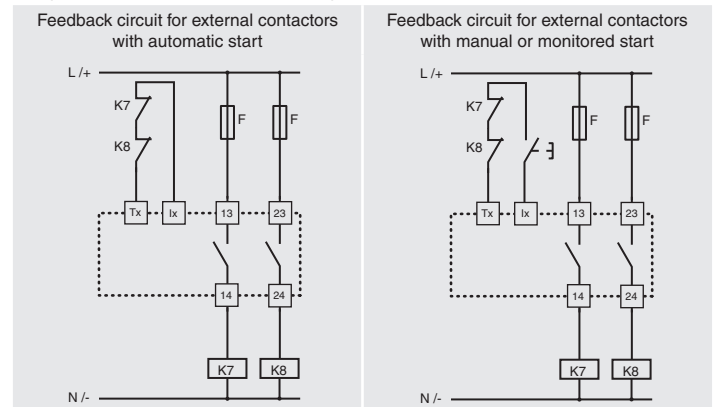 Feedback circuit for external contactors
with automatic start
L /+
K7
K8
F
F
Tx
Ix
13
23
14
24
K7
K8
N /-
Feedback circuit for external contactors
with manual or monitored start
L /+
K7
K8
F
F
Tx
Ix
13
23
14
24
K7
K8
N /-